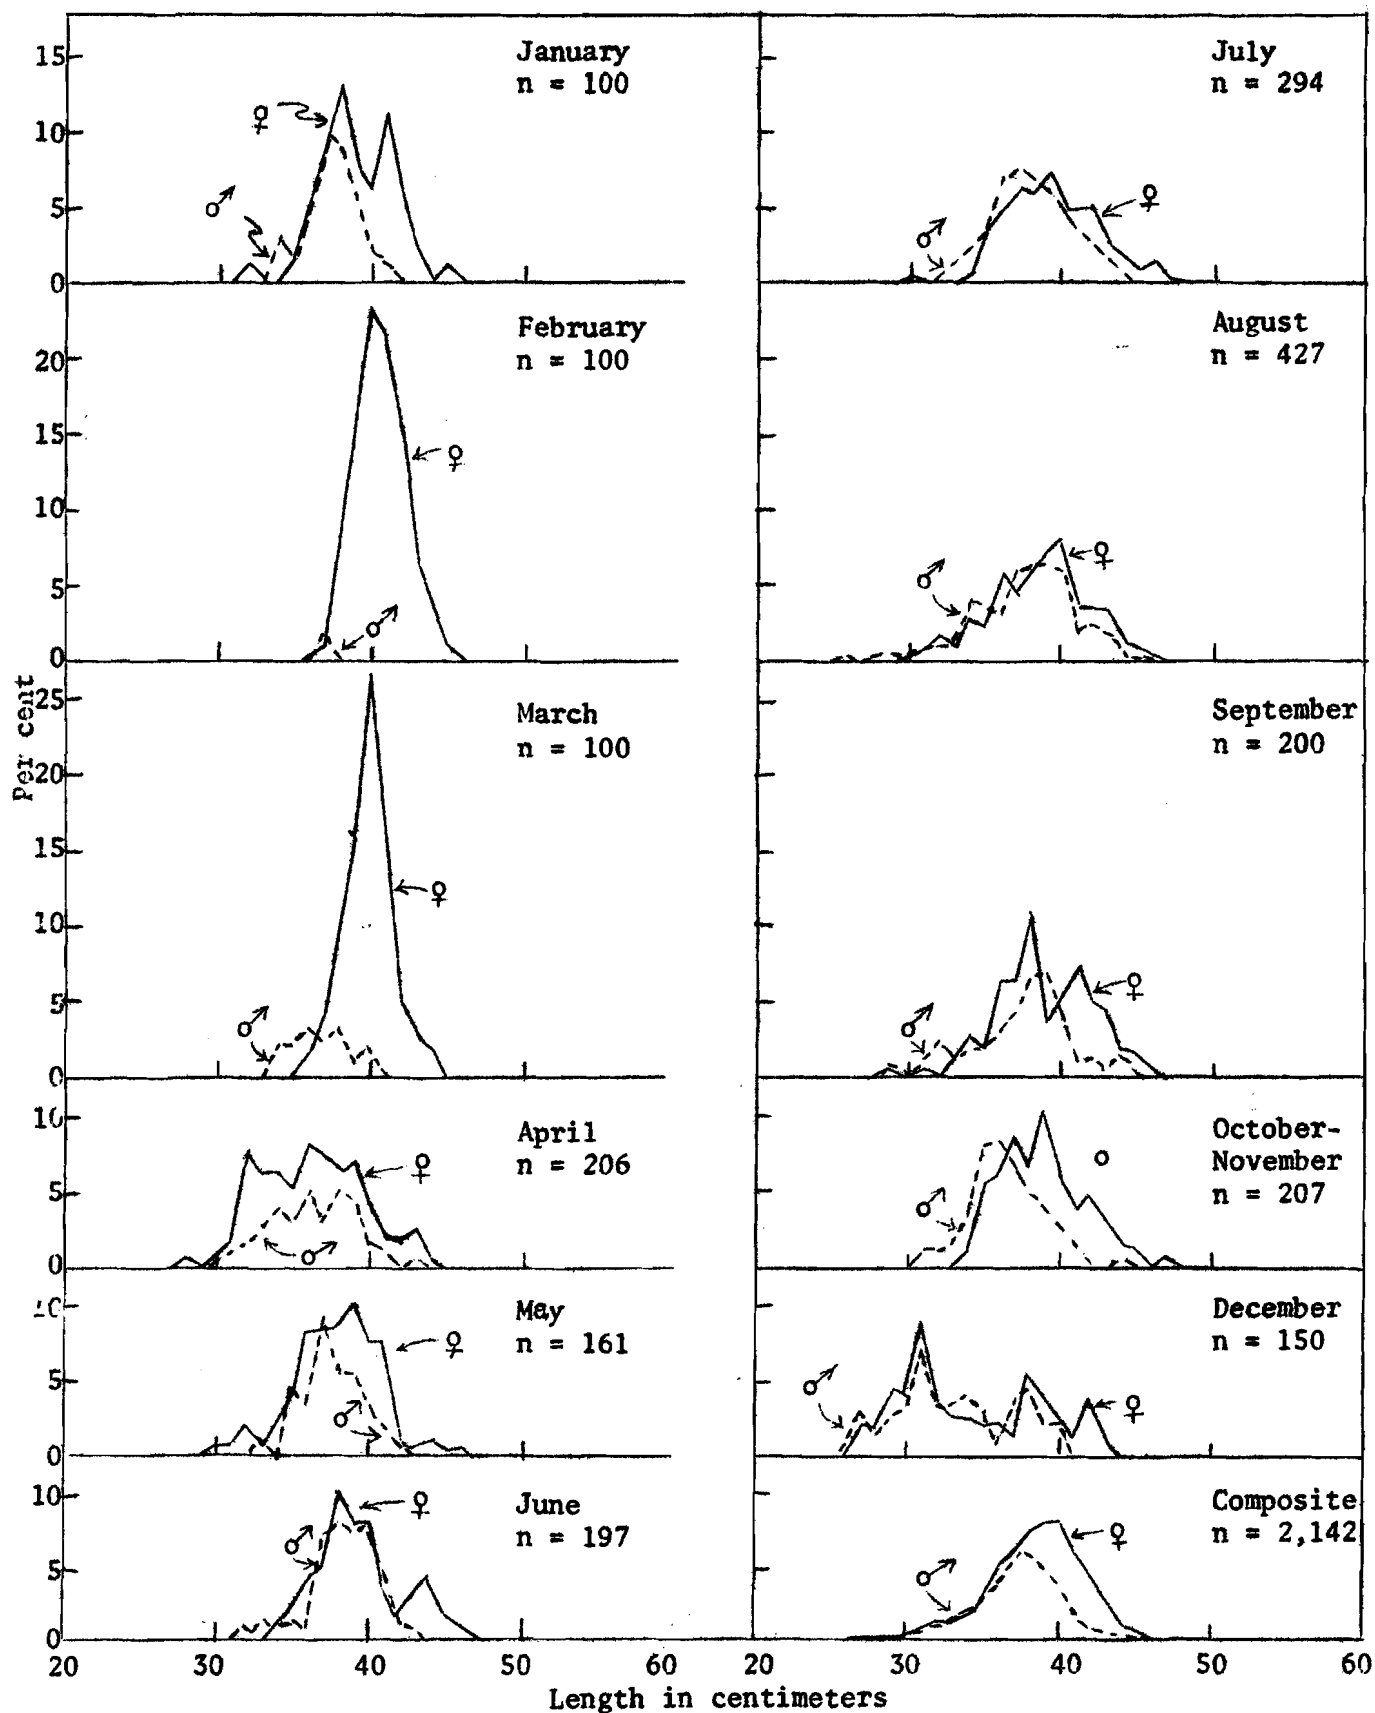 January
n = 100
15
♀
10
♂
5
0
February
n = 100
20
15
♀
10
5
♂
0
March
n = 100
25
20
15
♀
10
5
♂
0
April
n = 206
10
♀
5
♂
0
May
n = 161
10
♀
5
♂
0
June
n = 197
10
♀
♂
5
0
20 30 40 50 60
Per cent
July
n = 294
♀
♂
August
n = 427
♀
♂
September
n = 200
♀
♂
October-
November
n = 207
o
♂
December
n = 150
♂
♀
Composite
n = 2,142
♀
♂
30 40 50 60
Length in centimeters